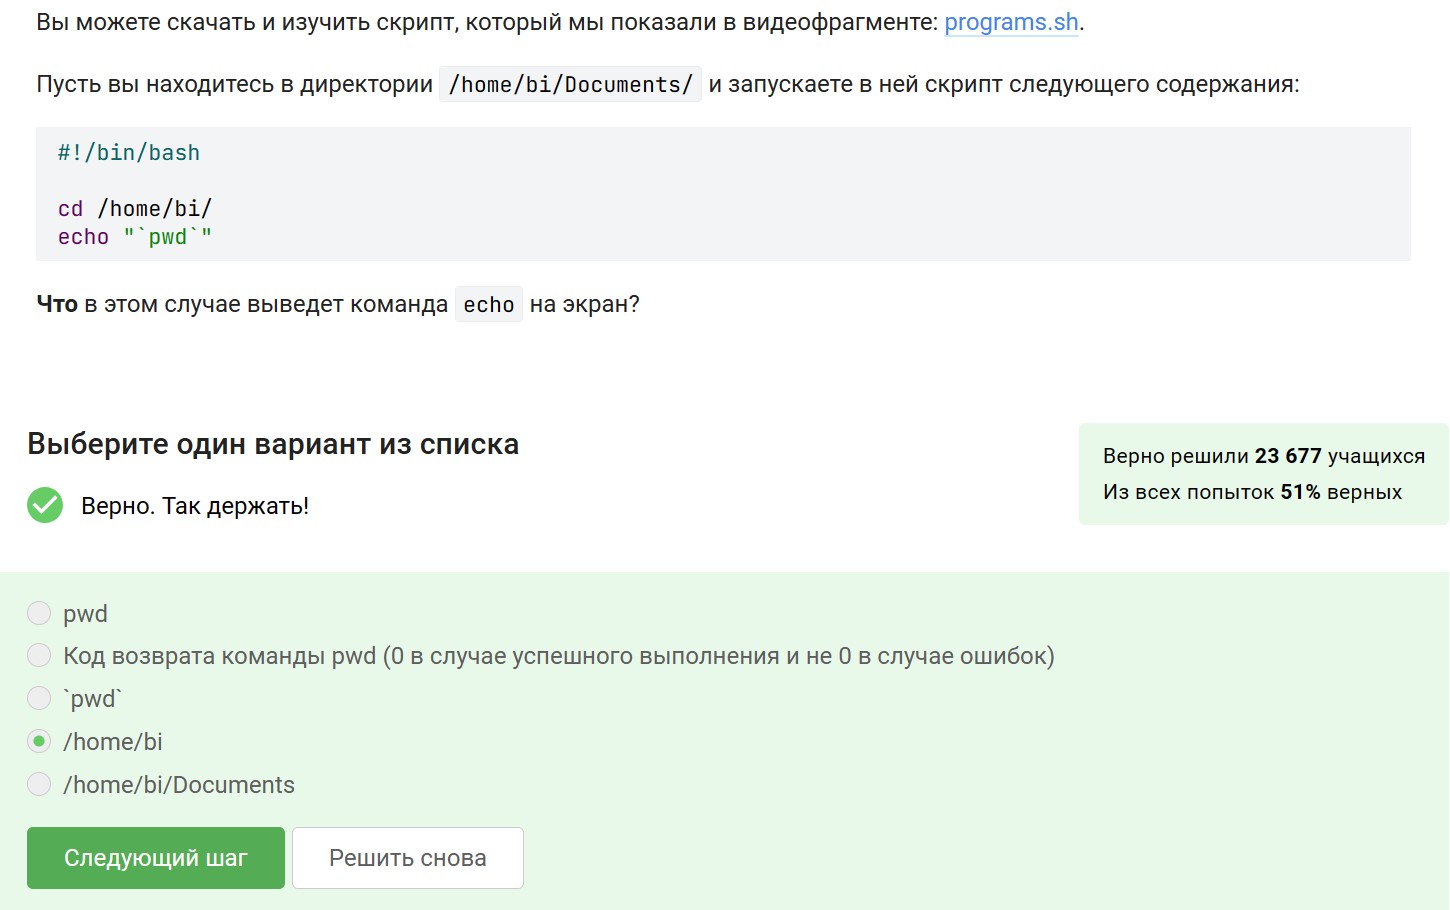 Вы можете скачать и изучить скрипт, который мы показали в видеофрагменте: programs.sh.
Пусть вы находитесь в директории /home/bi/Documents/ и запускаете в ней скрипт следующего содержания:
#!/bin/bash
cd /home/bi/
echo "`pwd`"
Что в этом случае выведет команда echo на экран?
Выберите один вариант из списка
Верно. Так держать!
Верно решили 23 677 учащихся
Из всех попыток 51% верных
pwd
Код возврата команды pwd (0 в случае успешного выполнения и не 0 в случае ошибок)
`pwd`
/home/bi
/home/bi/Documents
Следующий шаг
Решить снова